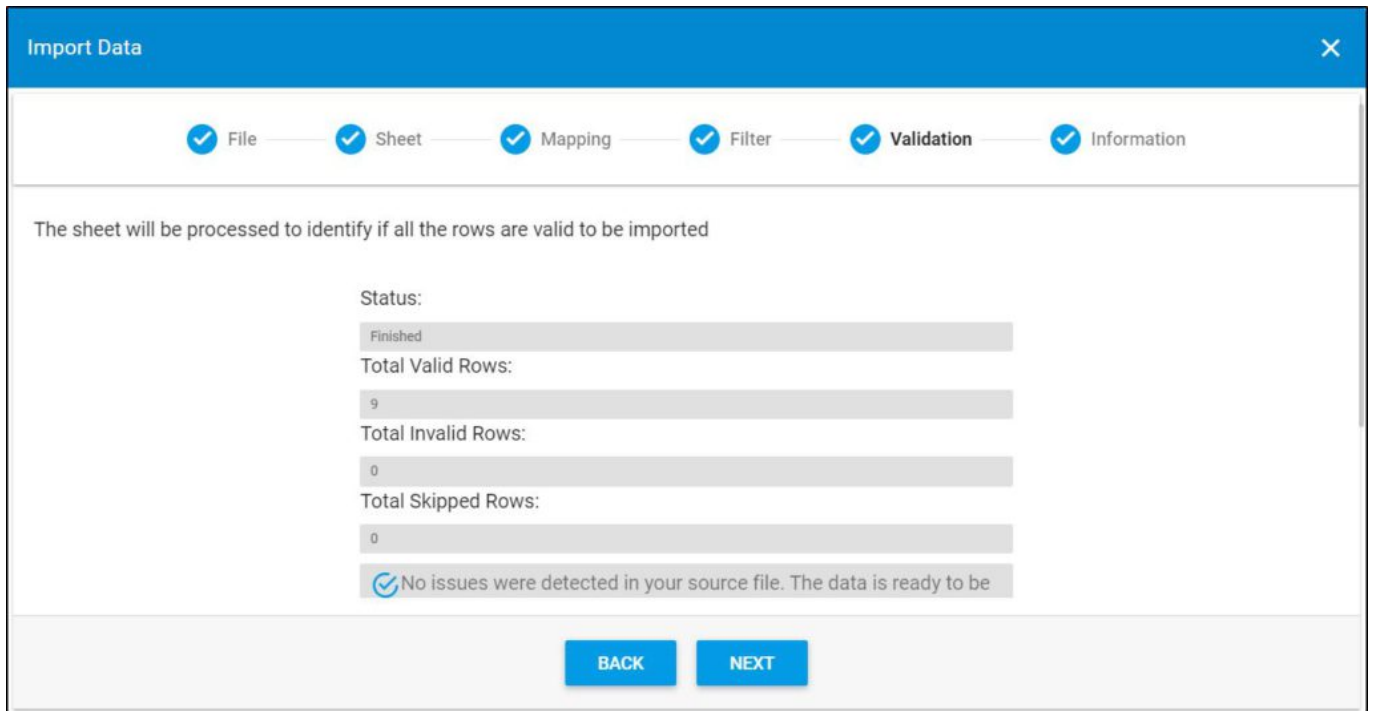 Import Data
File Sheet Mapping Filter Validation Information
The sheet will be processed to identify if all the rows are valid to be imported
Status:
Finished
Total Valid Rows:
9
Total Invalid Rows:
0
Total Skipped Rows:
0
No issues were detected in your source file. The data is ready to be
BACK NEXT